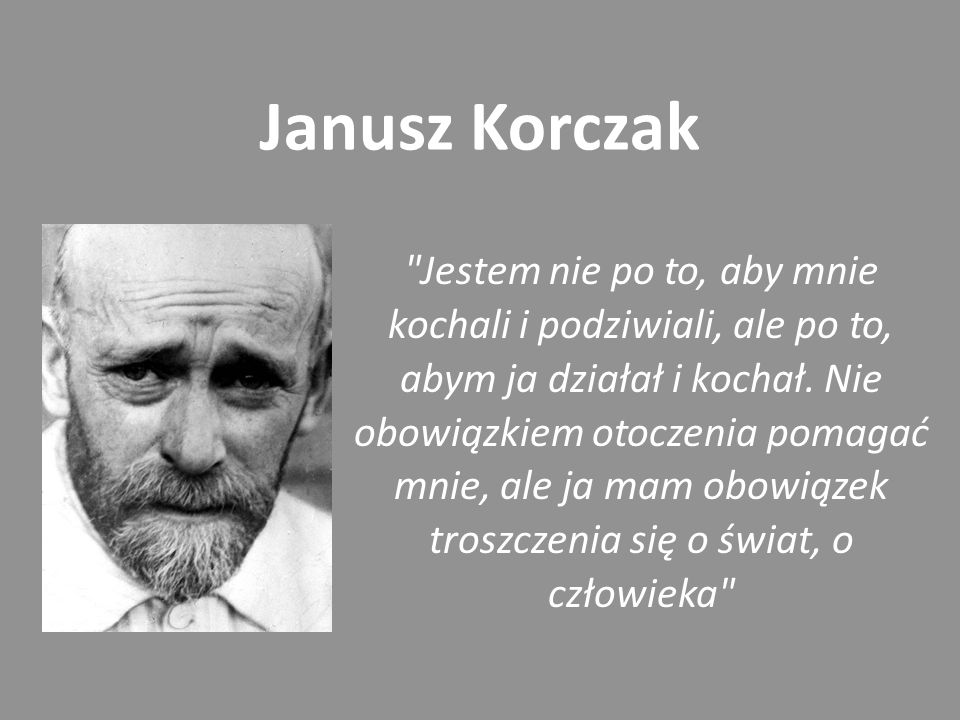 Janusz Korczak
"Jestem nie po to, aby mnie
kochali i podziwiali, ale po to,
abym ja działał i kochał. Nie
obowiązkiem otoczenia pomagać
mnie, ale ja mam obowiązek
troszczenia się o świat, o
człowieka"